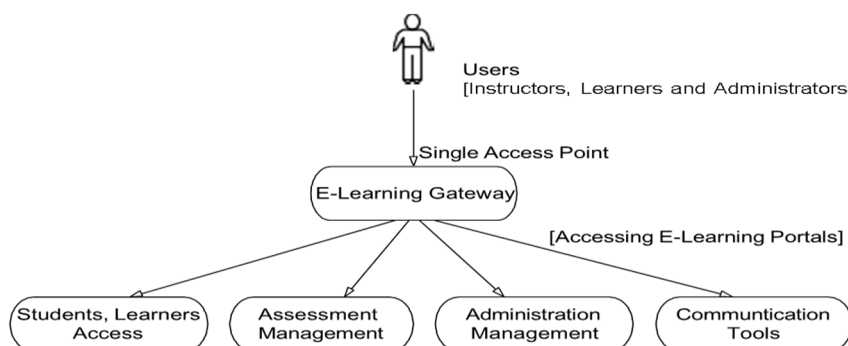 Users
[Instructors, Learners and Administrators
Single Access Point
E-Learning Gateway
[Accessing E-Learning Portals]
Students, Learners
Access
Assessment
Management
Administration
Management
Communtication
Tools